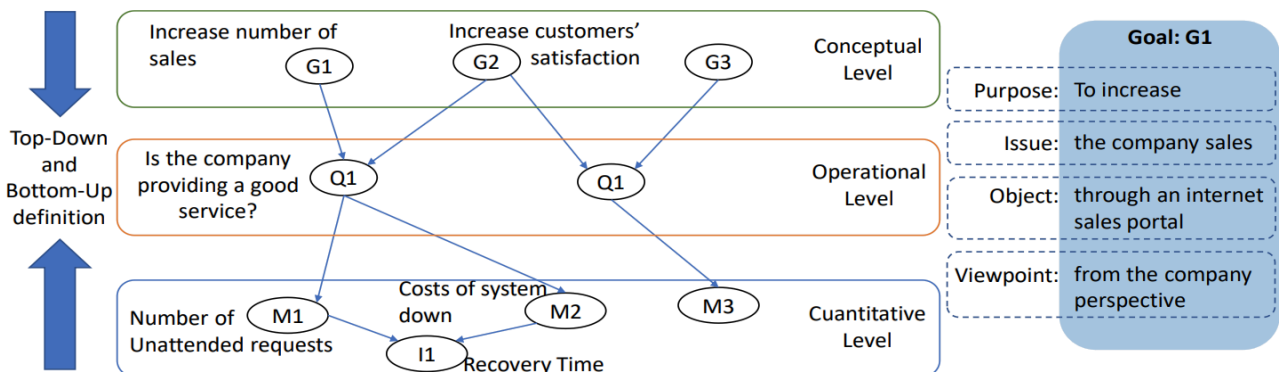 Top-Down
and
Bottom-Up
definition
Increase number of
sales
G1
Increase customers’
satisfaction
G2
G3
Conceptual
Level
Is the company
providing a good
service?
Q1
Q1
Operational
Level
Number of
Unattended requests
M1
Costs of system
down
M2
I1
Recovery Time
M3
Cuantitative
Level
Goal: G1
Purpose: To increase
Issue: the company sales
Object: through an internet
sales portal
Viewpoint: from the company
perspective